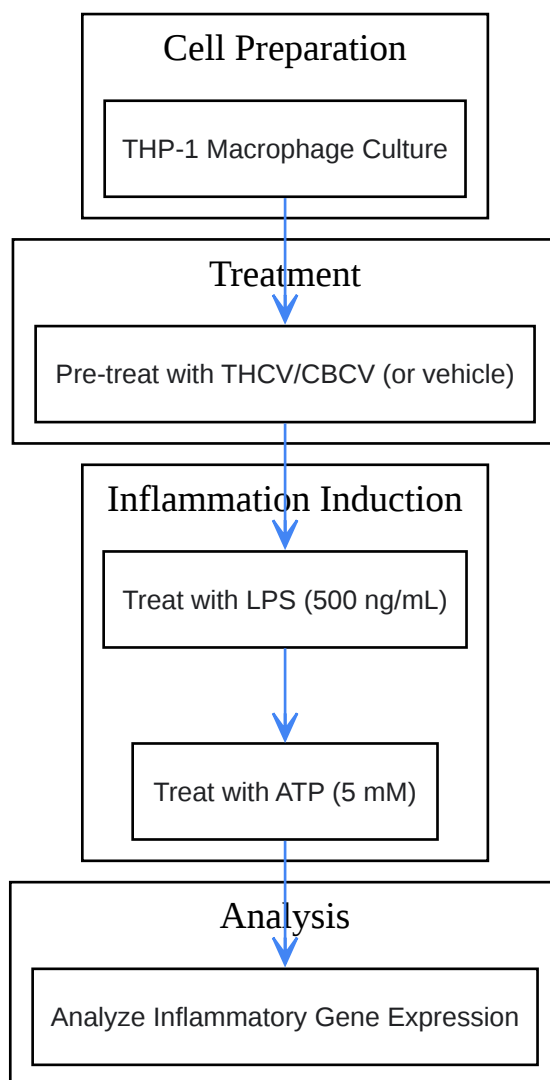 Cell Preparation
THP-1 Macrophage Culture
Treatment
Pre-treat with THCV/CBCV (or vehicle)
Inflammation Induction
Treat with LPS (500 ng/mL)
Treat with ATP (5 mM)
Analysis
Analyze Inflammatory Gene Expression